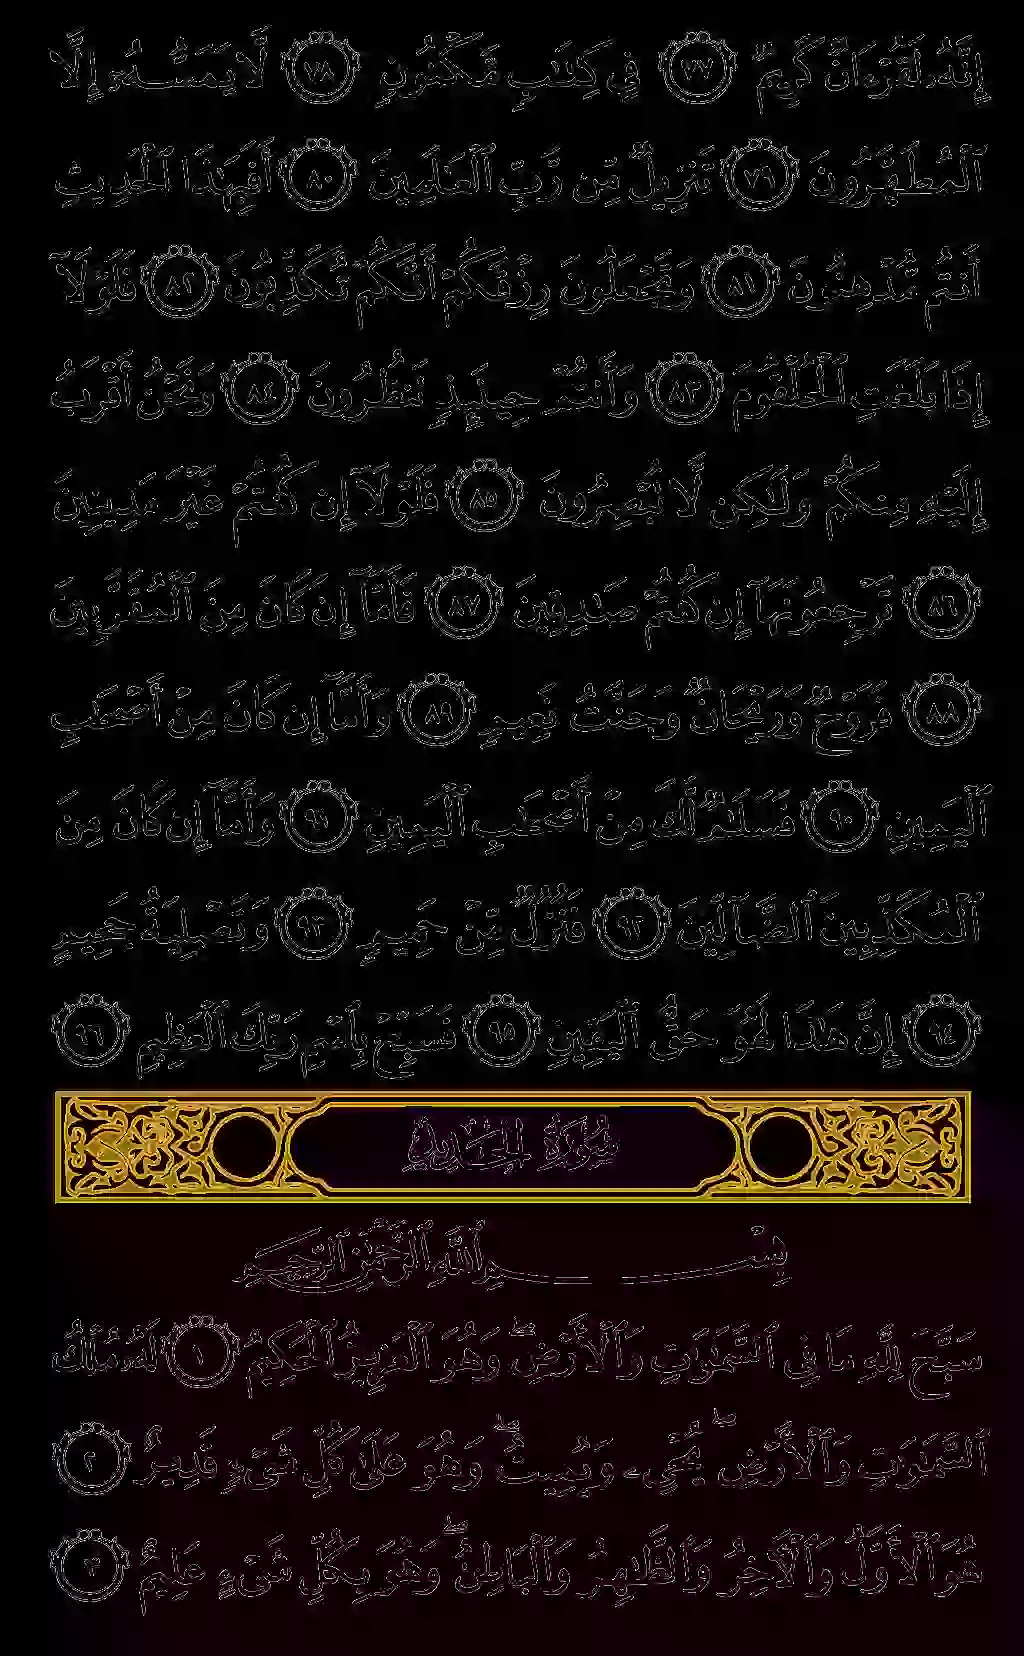 إِنَّهُۥ لَقُرْءَانٌ كَرِيمٌ ٧٧ فِى كِتَٰبٍ مَّكْنُونٍ ٧٨ لَّا يَمَسُّهُۥٓ إِلَّا
ٱلْمُطَهَّرُونَ ٧٩ تَنزِيلٌ مِّن رَّبِّ ٱلْعَٰلَمِينَ ٨٠ أَفَبِهَٰذَا ٱلْحَدِيثِ
أَنتُم مُّدْهِنُونَ ٨١ وَتَجْعَلُونَ رِزْقَكُمْ أَنَّكُمْ تُكَذِّبُونَ ٨٢ فَلَوْلَآ
إِذَا بَلَغَتِ ٱلْحُلْقُومَ ٨٣ وَأَنتُمْ حِينَئِذٍ تَنظُرُونَ ٨٤ وَنَحْنُ أَقْرَبُ
إِلَيْهِ مِنكُمْ وَلَٰكِن لَّا تُبْصِرُونَ ٨٥ فَلَوْلَآ إِن كُنتُمْ غَيْرَ مَدِينِينَ
٨٦ تَرْجِعُونَهَآ إِن كُنتُمْ صَٰدِقِينَ ٨٧ فَأَمَّآ إِن كَانَ مِنَ ٱلْمُقَرَّبِينَ
٨٨ فَرَوْحٌ وَرَيْحَانٌ وَجَنَّتُ نَعِيمٍ ٨٩ وَأَمَّآ إِن كَانَ مِنْ أَصْحَٰبِ
ٱلْيَمِينِ ٩٠ فَسَلَٰمٌ لَّكَ مِنْ أَصْحَٰبِ ٱلْيَمِينِ ٩١ وَأَمَّآ إِن كَانَ مِنَ
ٱلْمُكَذِّبِينَ ٱلضَّآلِّينَ ٩٢ فَنُزُلٌ مِّنْ حَمِيمٍ ٩٣ وَتَصْلِيَةُ جَحِيمٍ
٩٤ إِنَّ هَٰذَا لَهُوَ حَقُّ ٱلْيَقِينِ ٩٥ فَسَبِّحْ بِٱسْمِ رَبِّكَ ٱلْعَظِيمِ ٩٦
سُورَةُ الحَدِيدِ
بِسْمِ ٱللَّهِ ٱلرَّحْمَٰنِ ٱلرَّحِيمِ
سَبَّحَ لِلَّهِ مَا فِى ٱلسَّمَٰوَٰتِ وَٱلْأَرْضِ ۖ وَهُوَ ٱلْعَزِيزُ ٱلْحَكِيمُ ١ لَهُۥ مُلْكُ
ٱلسَّمَٰوَٰتِ وَٱلْأَرْضِ ۖ يُحْىِۦ وَيُمِيتُ ۖ وَهُوَ عَلَىٰ كُلِّ شَىْءٍ قَدِيرٌ ٢
هُوَ ٱلْأَوَّلُ وَٱلْءَاخِرُ وَٱلظَّٰهِرُ وَٱلْبَاطِنُ ۖ وَهُوَ بِكُلِّ شَىْءٍ عَلِيمٌ ٣